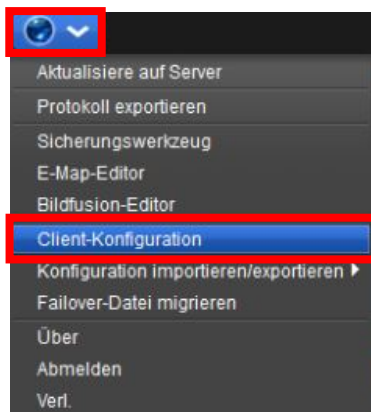 Aktualisiere auf Server
Protokoll exportieren
Sicherungswerkzeug
E-Map-Editor
Bildfusion-Editor
Client-Konfiguration
Konfiguration importieren/exportieren
Failover-Datei migrieren
Über
Abmelden
Verl.